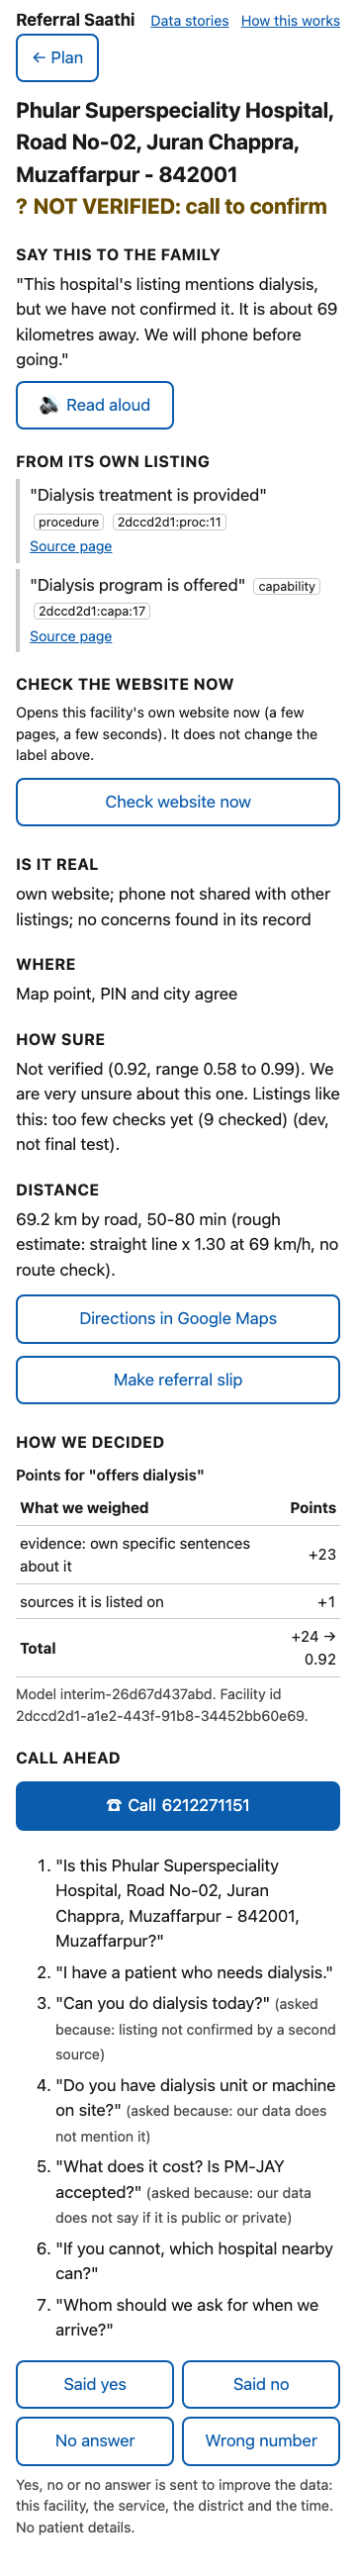 Referral Saathi Data stories How this works
← Plan
Phular Superspeciality Hospital,
Road No-02, Juran Chappra,
Muzaffarpur - 842001
? NOT VERIFIED: call to confirm
SAY THIS TO THE FAMILY
"This hospital's listing mentions dialysis,
but we have not confirmed it. It is about 69
kilometres away. We will phone before
going."
🔊 Read aloud
FROM ITS OWN LISTING
"Dialysis treatment is provided"
procedure 2dccd2d1:proc:11
Source page
"Dialysis program is offered" capability
2dccd2d1:capa:17
Source page
CHECK THE WEBSITE NOW
Opens this facility's own website now (a few
pages, a few seconds). It does not change the
label above.
Check website now
IS IT REAL
own website; phone not shared with other
listings; no concerns found in its record
WHERE
Map point, PIN and city agree
HOW SURE
Not verified (0.92, range 0.58 to 0.99). We
are very unsure about this one. Listings like
this: too few checks yet (9 checked) (dev,
not final test).
DISTANCE
69.2 km by road, 50-80 min (rough
estimate: straight line x 1.30 at 69 km/h, no
route check).
Directions in Google Maps
Make referral slip
HOW WE DECIDED
Points for "offers dialysis"
What we weighed Points
evidence: own specific sentences
about it +23
sources it is listed on +1
Total +24 →
0.92
Model interim-26d67d437abd. Facility id
2dccd2d1-a1e2-443f-91b8-34452bb60e69.
CALL AHEAD
☎ Call 6212271151
1. "Is this Phular Superspeciality
Hospital, Road No-02, Juran
Chappra, Muzaffarpur - 842001,
Muzaffarpur?"
2. "I have a patient who needs dialysis."
3. "Can you do dialysis today?" (asked
because: listing not confirmed by a second
source)
4. "Do you have dialysis unit or machine
on site?" (asked because: our data does
not mention it)
5. "What does it cost? Is PM-JAY
accepted?" (asked because: our data
does not say if it is public or private)
6. "If you cannot, which hospital nearby
can?"
7. "Whom should we ask for when we
arrive?"
Said yes Said no
No answer Wrong number
Yes, no or no answer is sent to improve the data:
this facility, the service, the district and the time.
No patient details.